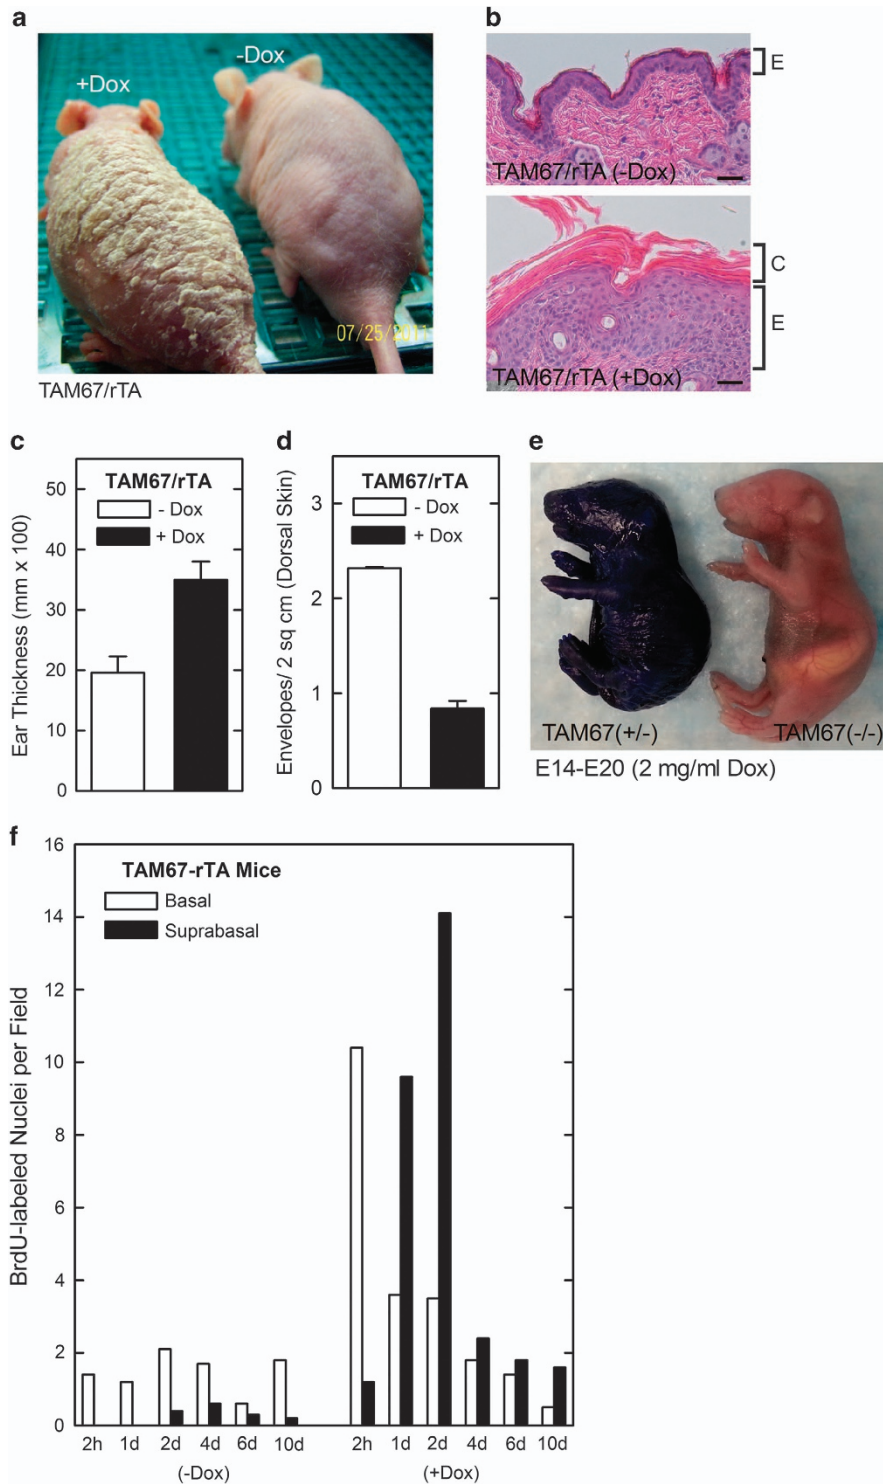 a
+Dox
-Dox
07/25/2011
TAM67/rTA
b
E
TAM67/rTA (-Dox)
C
E
TAM67/rTA (+Dox)
c
Ear Thickness (mm x 100)
50
40
30
20
10
0
TAM67/rTA
- Dox
+ Dox
d
Envelopes/ 2 sq cm (Dorsal Skin)
3
2
1
0
TAM67/rTA
- Dox
+ Dox
e
TAM67(+/-)
TAM67(-/-)
E14-E20 (2 mg/ml Dox)
f
BrdU-labeled Nuclei per Field
16
14
12
10
8
6
4
2
0
TAM67-rTA Mice
Basal
Suprabasal
2h 1d 2d 4d 6d 10d 2h 1d 2d 4d 6d 10d
(-Dox) (+Dox)